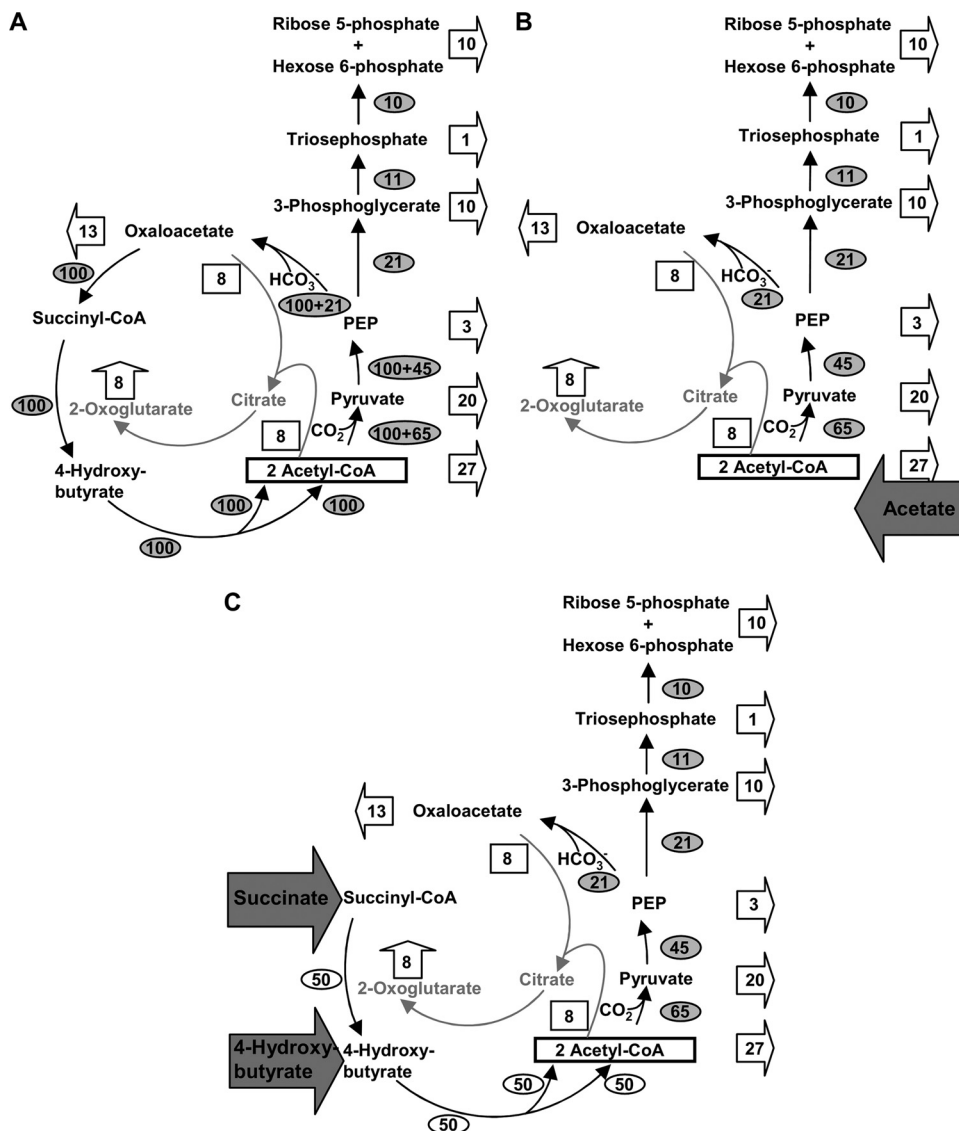 A
Ribose 5-phosphate
+
Hexose 6-phosphate
10
10
Triosephosphate
1
11
3-Phosphoglycerate
10
13
Oxaloacetate
100
8
HCO3-
21
100+21
Succinyl-CoA
PEP
3
8
100+45
100
2-Oxoglutarate
Citrate
Pyruvate
20
8
CO2
100+65
4-Hydroxy-
butyrate
2 Acetyl-CoA
27
100
100
100
B
Ribose 5-phosphate
+
Hexose 6-phosphate
10
10
Triosephosphate
1
11
3-Phosphoglycerate
10
13
Oxaloacetate
8
HCO3-
21
21
PEP
3
8
45
2-Oxoglutarate
Citrate
Pyruvate
20
8
CO2
65
2 Acetyl-CoA
27
Acetate
C
Ribose 5-phosphate
+
Hexose 6-phosphate
10
10
Triosephosphate
1
11
3-Phosphoglycerate
10
13
Oxaloacetate
8
HCO3-
21
21
Succinate
Succinyl-CoA
PEP
3
8
45
50
2-Oxoglutarate
Citrate
Pyruvate
20
8
CO2
65
4-Hydroxy-
butyrate
4-Hydroxy-
butyrate
2 Acetyl-CoA
27
50
50
50